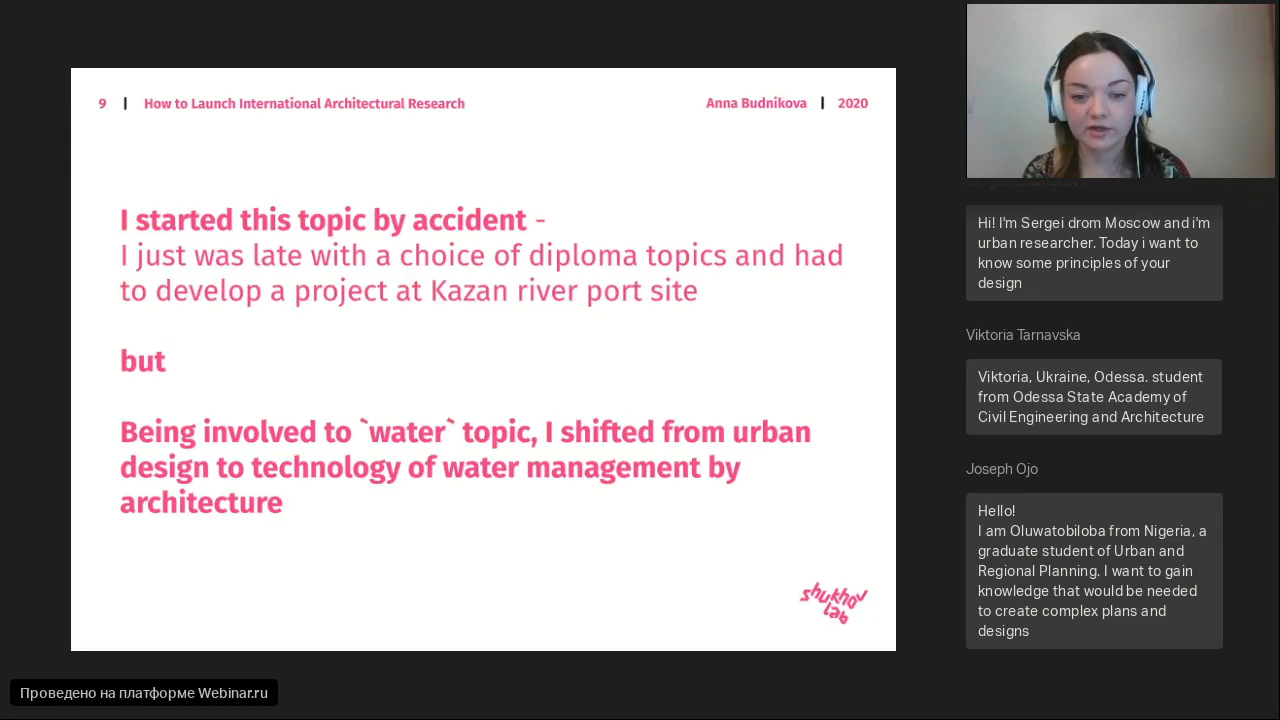 9 | How to Launch International Architectural Research
Anna Budnikova | 2020
I started this topic by accident -
I just was late with a choice of diploma topics and had
to develop a project at Kazan river port site
but
Being involved to `water` topic, I shifted from urban
design to technology of water management by
architecture
shukhov
lab
Hi! I'm Sergei drom Moscow and i'm
urban researcher. Today i want to
know some principles of your
design
Viktoria Tarnavska
Viktoria, Ukraine, Odessa. student
from Odessa State Academy of
Civil Engineering and Architecture
Joseph Ojo
Hello!
I am Oluwatobiloba from Nigeria, a
graduate student of Urban and
Regional Planning. I want to gain
knowledge that would be needed
to create complex plans and
designs
Проведено на платформе Webinar.ru